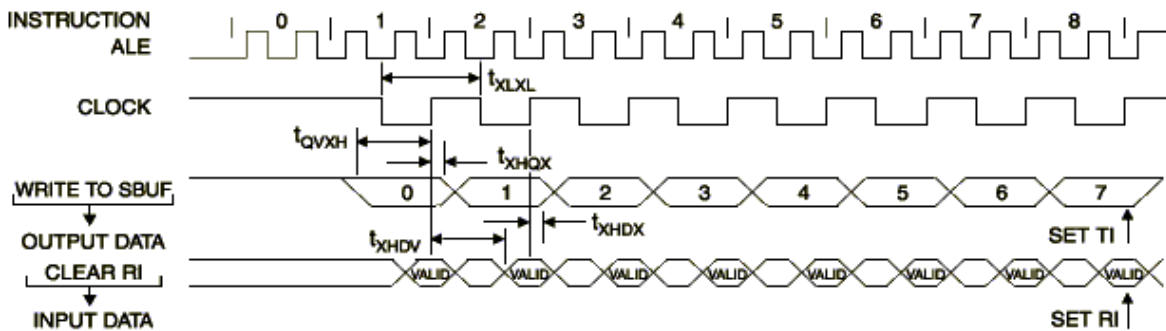 INSTRUCTION 0 1 2 3 4 5 6 7 8
ALE
tXLXL
CLOCK
tQVXH
tXHQX
WRITE TO SBUF 0 1 2 3 4 5 6 7
tXHDV tXHDX
OUTPUT DATA SET TI
CLEAR RI VALID VALID VALID VALID VALID VALID VALID VALID
INPUT DATA SET RI